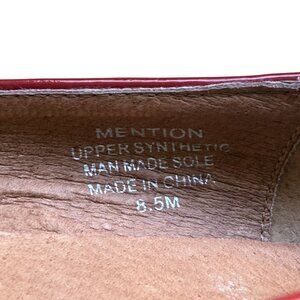 MENTION
UPPER SYNTHETIC
MAN MADE SOLE
MADE IN CHINA
8.5M